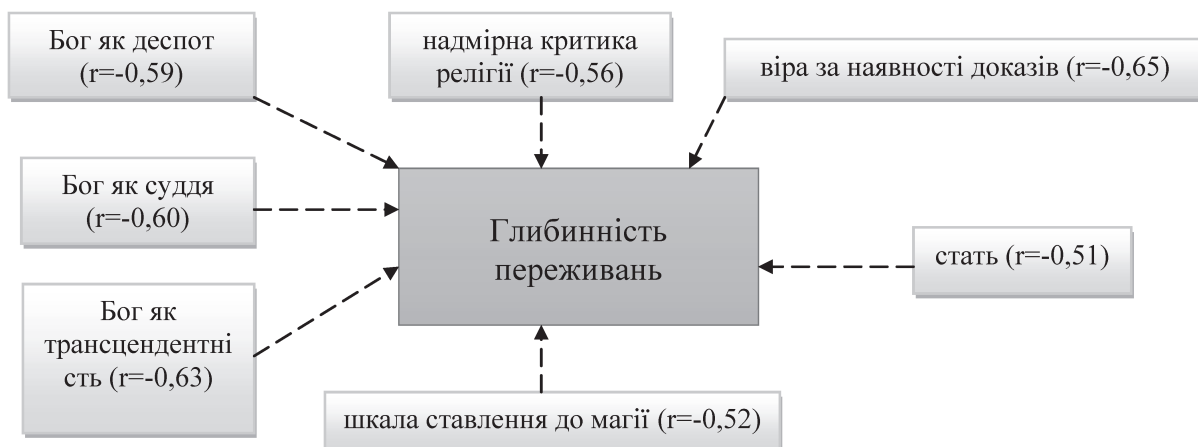 Бог як деспот
(r=-0,59)
надмірна критика
релігії (r=-0,56)
віра за наявності доказів (r=-0,65)
Бог як суддя
(r=-0,60)
Глибинність
переживань
стать (r=-0,51)
Бог як
трансцендентні
сть (r=-0,63)
шкала ставлення до магії (r=-0,52)